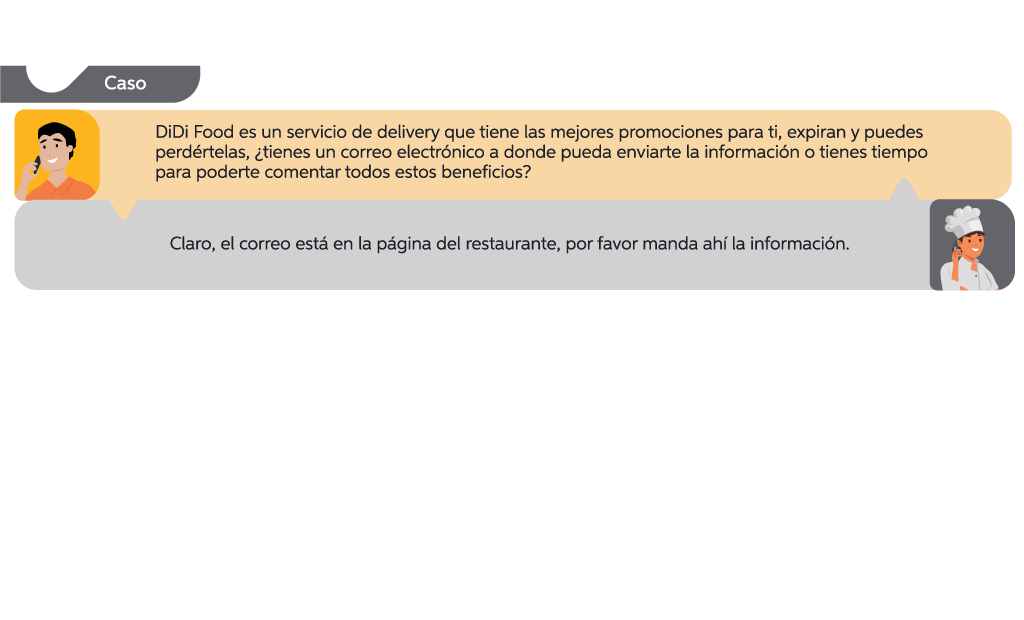 Caso
DiDi Food es un servicio de delivery que tiene las mejores promociones para ti, expiran y puedes
perdértelas, ¿tienes un correo electrónico a donde pueda enviarte la información o tienes tiempo
para poderte comentar todos estos beneficios?
Claro, el correo está en la página del restaurante, por favor manda ahí la información.